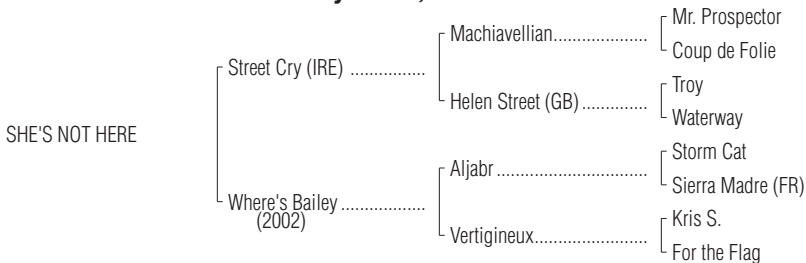 Mr. Prospector
Machiavellian....................
Coup de Folie
Street Cry (IRE) ................
Troy
Helen Street (GB) ..............
Waterway
SHE'S NOT HERE
Storm Cat
Aljabr ................................
Sierra Madre (FR)
Where's Bailey ..................
(2002)
Kris S.
Vertigineux........................
For the Flag